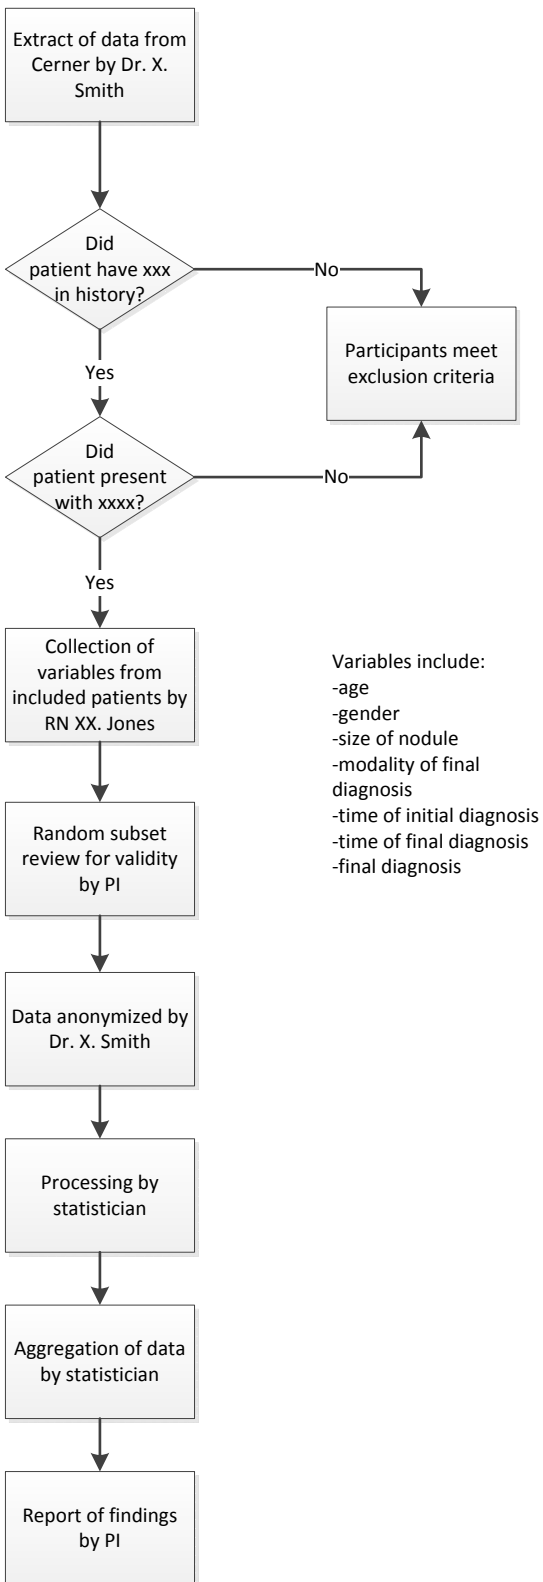 Extract of data from
Cerner by Dr. X.
Smith
Did
patient have xxx
in history?
No
Participants meet
exclusion criteria
Yes
Did
patient present
with xxxx?
No
Yes
Collection of
variables from
included patients by
RN XX. Jones
Variables include:
-age
-gender
-size of nodule
-modality of final
diagnosis
-time of initial diagnosis
-time of final diagnosis
-final diagnosis
Random subset
review for validity
by PI
Data anonymized by
Dr. X. Smith
Processing by
statistician
Aggregation of data
by statistician
Report of findings
by PI